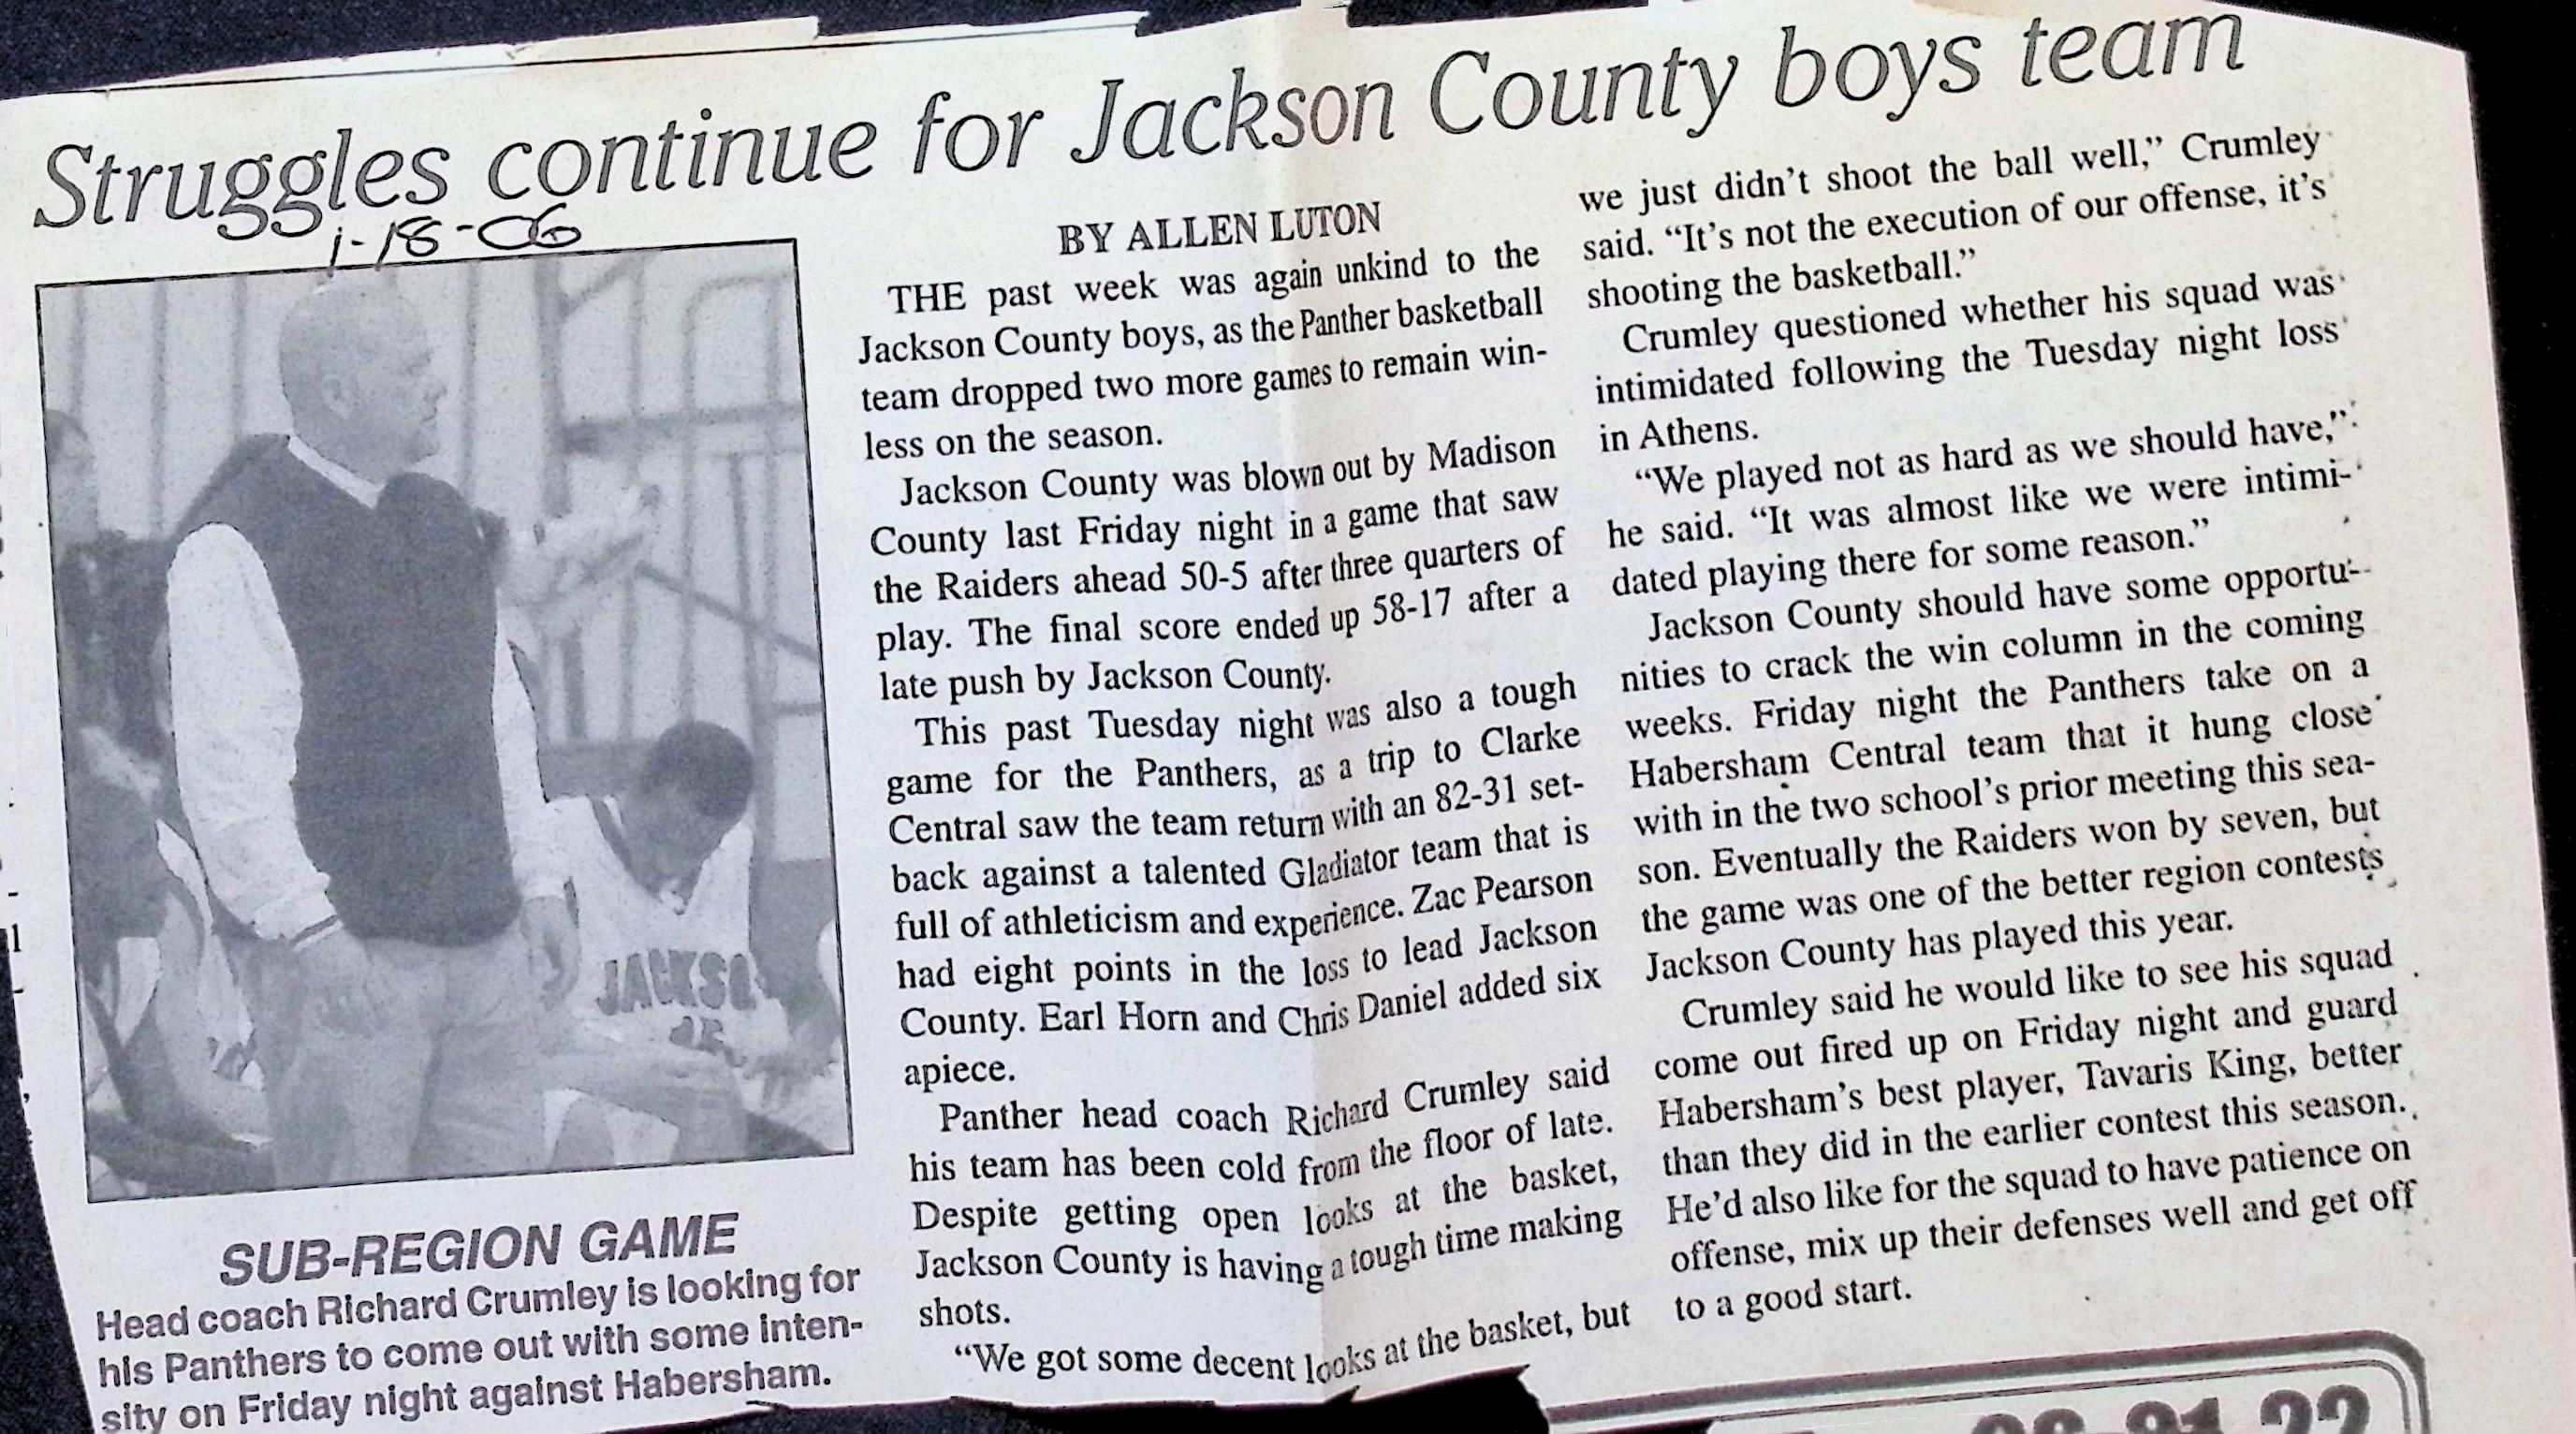 Struggles continue for Jackson County boys team
1-18-06
JACKSO
SUB-REGION GAME
Head coach Richard Crumley is looking for
his Panthers to come out with some inten-
sity on Friday night against Habersham.
BY ALLEN LUTON
THE past week was again unkind to the
Jackson County boys, as the Panther basketball
team dropped two more games to remain win-
less on the season.
Jackson County was blown out by Madison
County last Friday night in a game that saw
the Raiders ahead 50-5 after three quarters of
play. The final score ended up 58-17 after a
late push by Jackson County.
This past Tuesday night was also a tough
game for the Panthers, as a trip to Clarke
Central saw the team return with an 82-31 set-
back against a talented Gladiator team that is
full of athleticism and experience. Zac Pearson
had eight points in the loss to lead Jackson
County. Earl Horn and Chris Daniel added six
apiece.
Panther head coach Richard Crumley said
his team has been cold from the floor of late.
Despite getting open looks at the basket,
Jackson County is having a tough time making
shots.
“We got some decent looks at the basket, but
we just didn’t shoot the ball well,” Crumley
said. “It’s not the execution of our offense, it’s
shooting the basketball.”
Crumley questioned whether his squad was
intimidated following the Tuesday night loss
in Athens.
“We played not as hard as we should have,”
he said. “It was almost like we were intimi-
dated playing there for some reason.”
Jackson County should have some opportu-
nities to crack the win column in the coming
weeks. Friday night the Panthers take on a
Habersham Central team that it hung close
with in the two school’s prior meeting this sea-
son. Eventually the Raiders won by seven, but
the game was one of the better region contests
Jackson County has played this year.
Crumley said he would like to see his squad
come out fired up on Friday night and guard
Habersham’s best player, Tavaris King, better
than they did in the earlier contest this season.
He’d also like for the squad to have patience on
offense, mix up their defenses well and get off
to a good start.